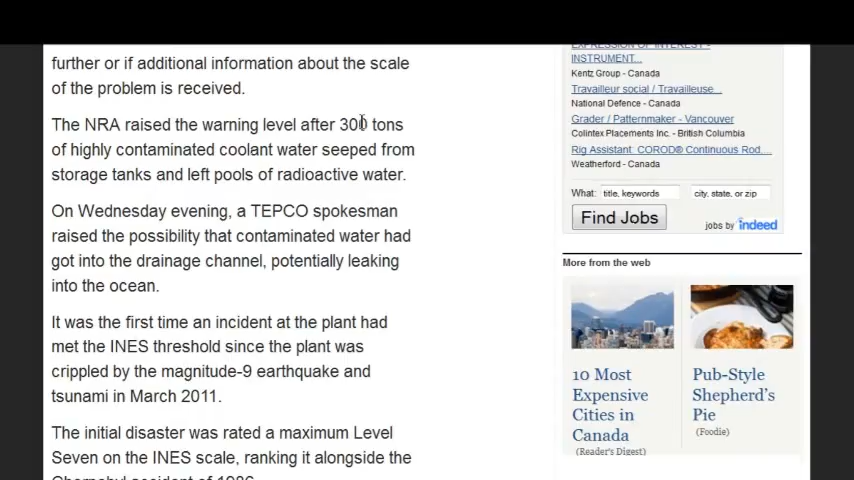 further or if additional information about the scale
of the problem is received.
The NRA raised the warning level after 300 tons
of highly contaminated coolant water seeped from
storage tanks and left pools of radioactive water.
On Wednesday evening, a TEPCO spokesman
raised the possibility that contaminated water had
got into the drainage channel, potentially leaking
into the ocean.
It was the first time an incident at the plant had
met the INES threshold since the plant was
crippled by the magnitude-9 earthquake and
tsunami in March 2011.
The initial disaster was rated a maximum Level
Seven on the INES scale, ranking it alongside the
Chernobyl accident of 1986.
EXPRESSION OF INTEREST -
INSTRUMENT...
Kentz Group - Canada
Travailleur social / Travailleuse...
National Defence - Canada
Grader / Patternmaker - Vancouver
Colintex Placements Inc. - British Columbia
Rig Assistant: COROD® Continuous Rod....
Weatherford - Canada
What: title, keywords city, state, or zip
Find Jobs jobs by indeed
More from the web
10 Most
Expensive
Cities in
Canada
(Reader's Digest)
Pub-Style
Shepherd's
Pie
(Foodie)